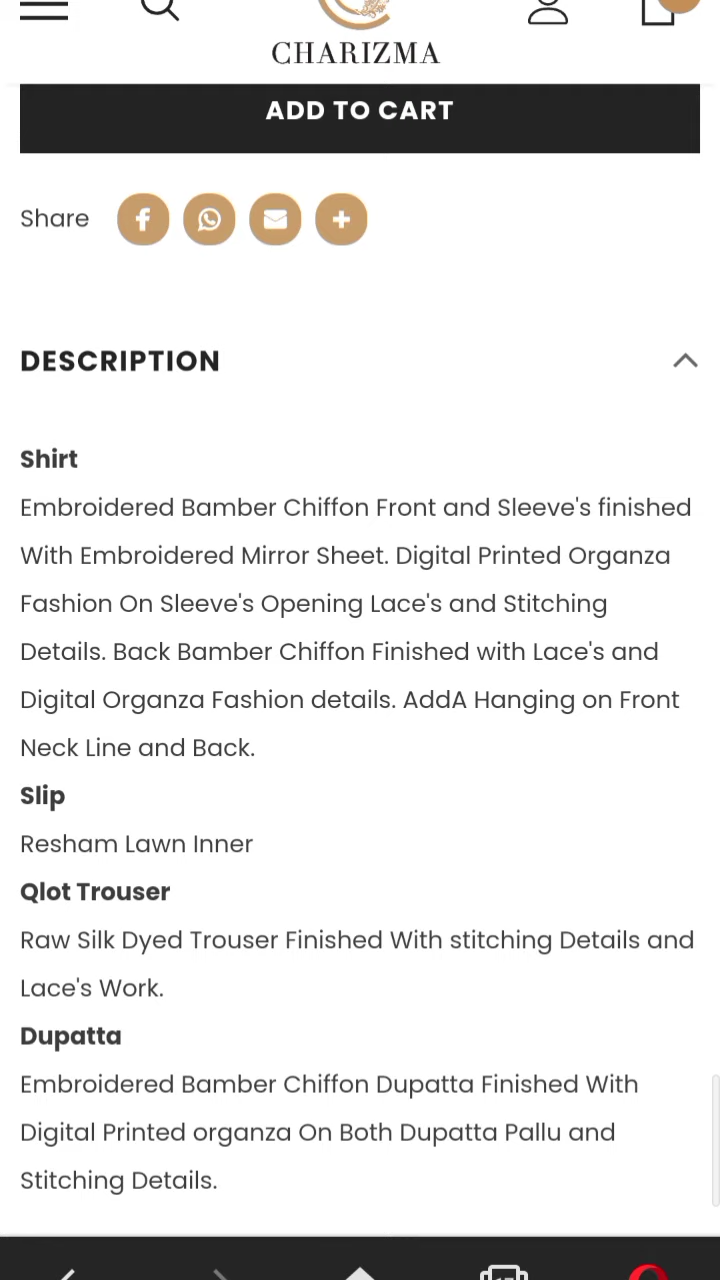 CHARIZMA
ADD TO CART
Share
DESCRIPTION
Shirt
Embroidered Bamber Chiffon Front and Sleeve's finished
With Embroidered Mirror Sheet. Digital Printed Organza
Fashion On Sleeve's Opening Lace's and Stitching
Details. Back Bamber Chiffon Finished with Lace's and
Digital Organza Fashion details. AddA Hanging on Front
Neck Line and Back.
Slip
Resham Lawn Inner
Qlot Trouser
Raw Silk Dyed Trouser Finished With stitching Details and
Lace's Work.
Dupatta
Embroidered Bamber Chiffon Dupatta Finished With
Digital Printed organza On Both Dupatta Pallu and
Stitching Details.